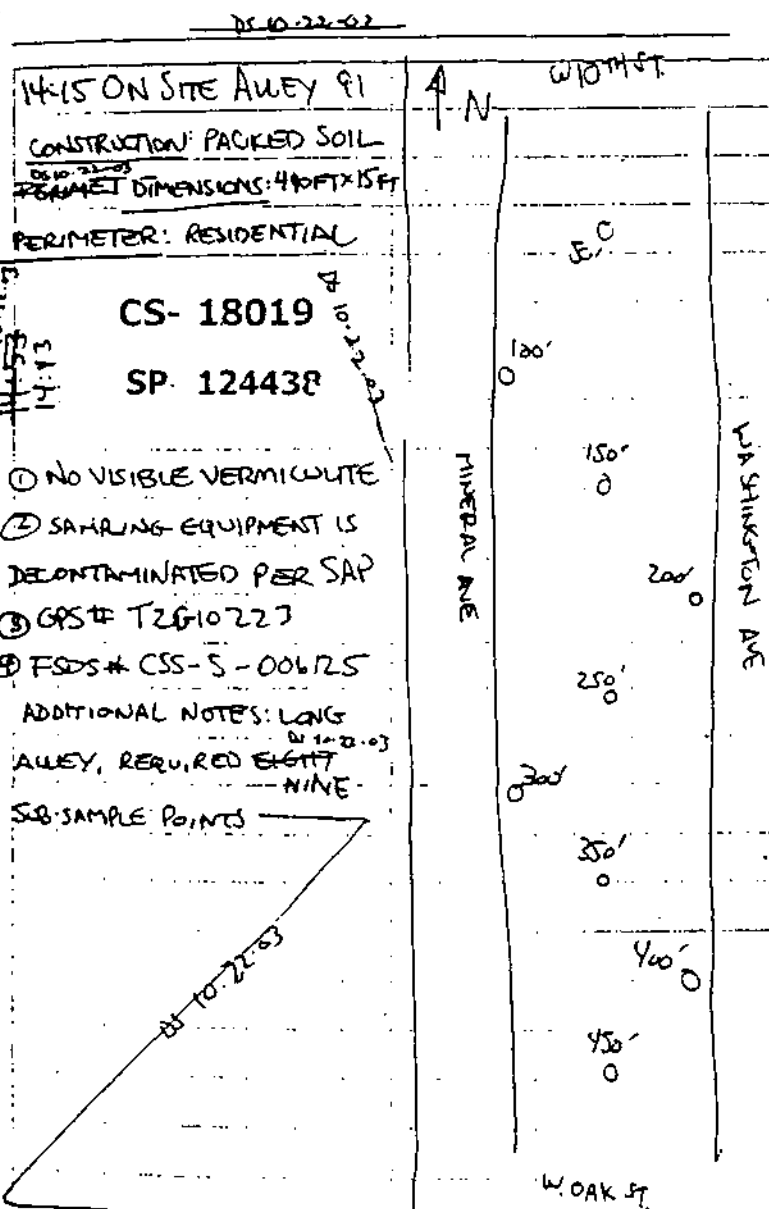 DS 10-22-03
14:15 ON SITE ALLEY 91
CONSTRUCTION: PACKED SOIL
DS 10-22-03
DIMENSIONS: 490FT X 15FT
PERIMETER: RESIDENTIAL
CS- 18019
SP- 124438
14:13
DS 10-22-03
① NO VISIBLE VERMICULITE
② SAMPLING EQUIPMENT IS
DECONTAMINATED PER SAP
③ GPS# T2G10223
④ FSDS# CSS-S-006125
ADDITIONAL NOTES: LONG
DS 10-22-03
ALLEY, REQUIRED EIGHT
NINE
SUB-SAMPLE POINTS
DS 10-22-03
N
W 10TH ST.
50'
100'
150'
200'
250'
300'
350'
400'
450'
MINERAL AVE
WASHINGTON AVE
W. OAK ST.